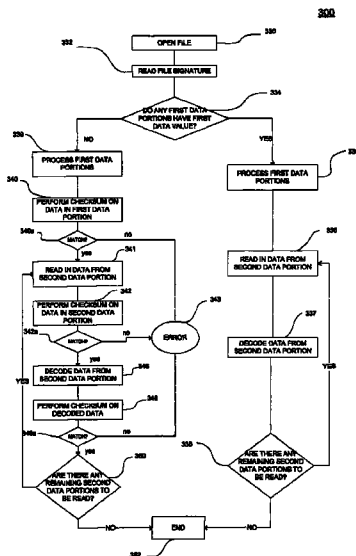 300
OPEN FILE
330
332
READ FILE SIGNATURE
334
DO ANY FIRST DATA
PORTIONS HAVE FIRST
DATA VALUE?
NO
YES
339
PROCESS FIRST DATA
PORTIONS
PROCESS FIRST DATA
PORTIONS
340
PERFORM CHECKSUM ON
DATA IN FIRST DATA
PORTION
340a
MATCH?
no
yes
341
READ IN DATA FROM
SECOND DATA PORTION
336
READ IN DATA FROM
SECOND DATA PORTION
342
PERFORM CHECKSUM ON
DATA IN SECOND DATA
PORTION
343
ERROR
337
342a
MATCH?
no
yes
DECODE DATA FROM
SECOND DATA PORTION
DECODE DATA FROM
SECOND DATA PORTION
YES
YES
PERFORM CHECKSUM ON
DECODED DATA
MATCH?
no
yes
ARE THERE ANY
REMAINING SECOND
DATA PORTIONS TO
BE READ?
ARE THERE ANY
REMAINING SECOND
DATA PORTIONS TO
BE READ?
NO
END
NO